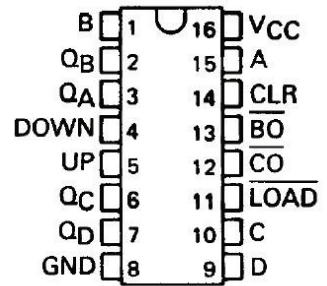 B 1 16 VCC
QB 2 15 A
QA 3 14 CLR
DOWN 4 13 BO
UP 5 12 CO
QC 6 11 LOAD
QD 7 10 C
GND 8 9 D